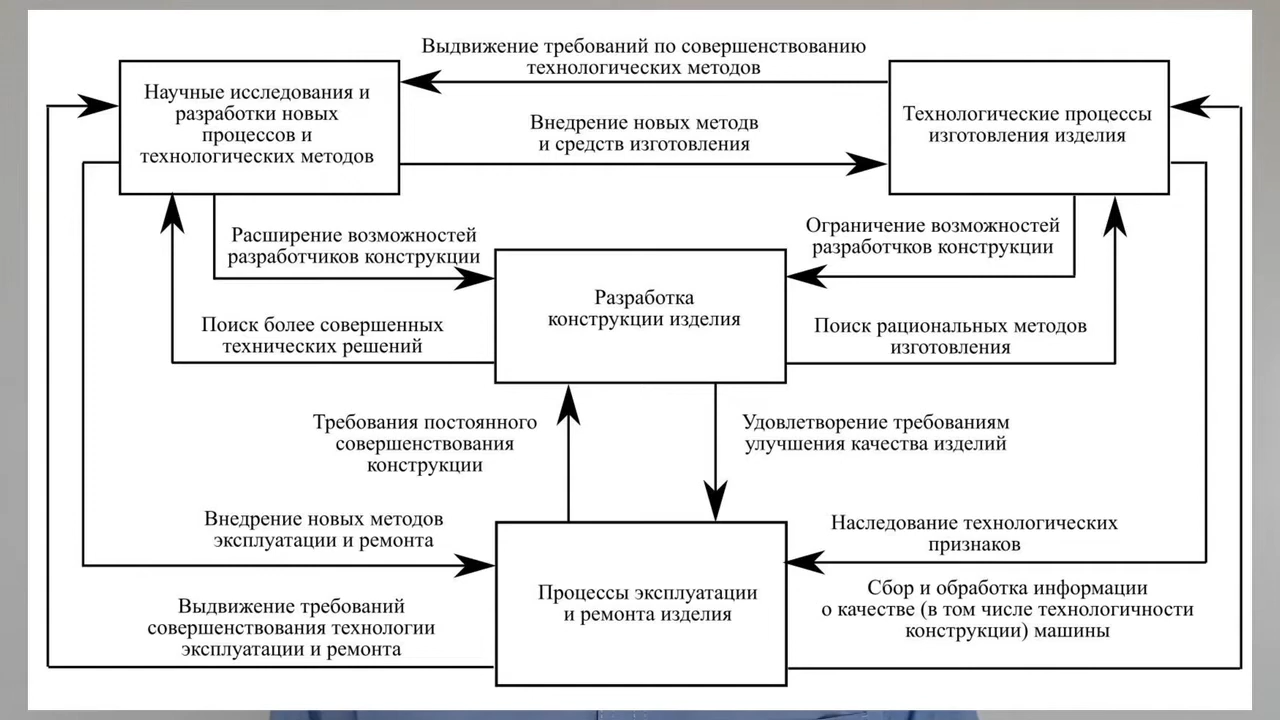 Выдвижение требований по совершенствованию
технологических методов
Научные исследования и
разработки новых
процессов и
технологических методов
Внедрение новых методв
и средств изготовления
Технологические процессы
изготовления изделия
Расширение возможностей
разработчиков конструкции
Ограничение возможностей
разработчков конструкции
Разработка
конструкции изделия
Поиск более совершенных
технических решений
Поиск рациональных методов
изготовления
Требования постоянного
совершенствования
конструкции
Удовлетворение требованиям
улучшения качества изделий
Внедрение новых методов
эксплуатации и ремонта
Наследование технологических
признаков
Процессы эксплуатации
и ремонта изделия
Выдвижение требований
совершенствования технологии
эксплуатации и ремонта
Сбор и обработка информации
о качестве (в том числе технологичности
конструкции) машины